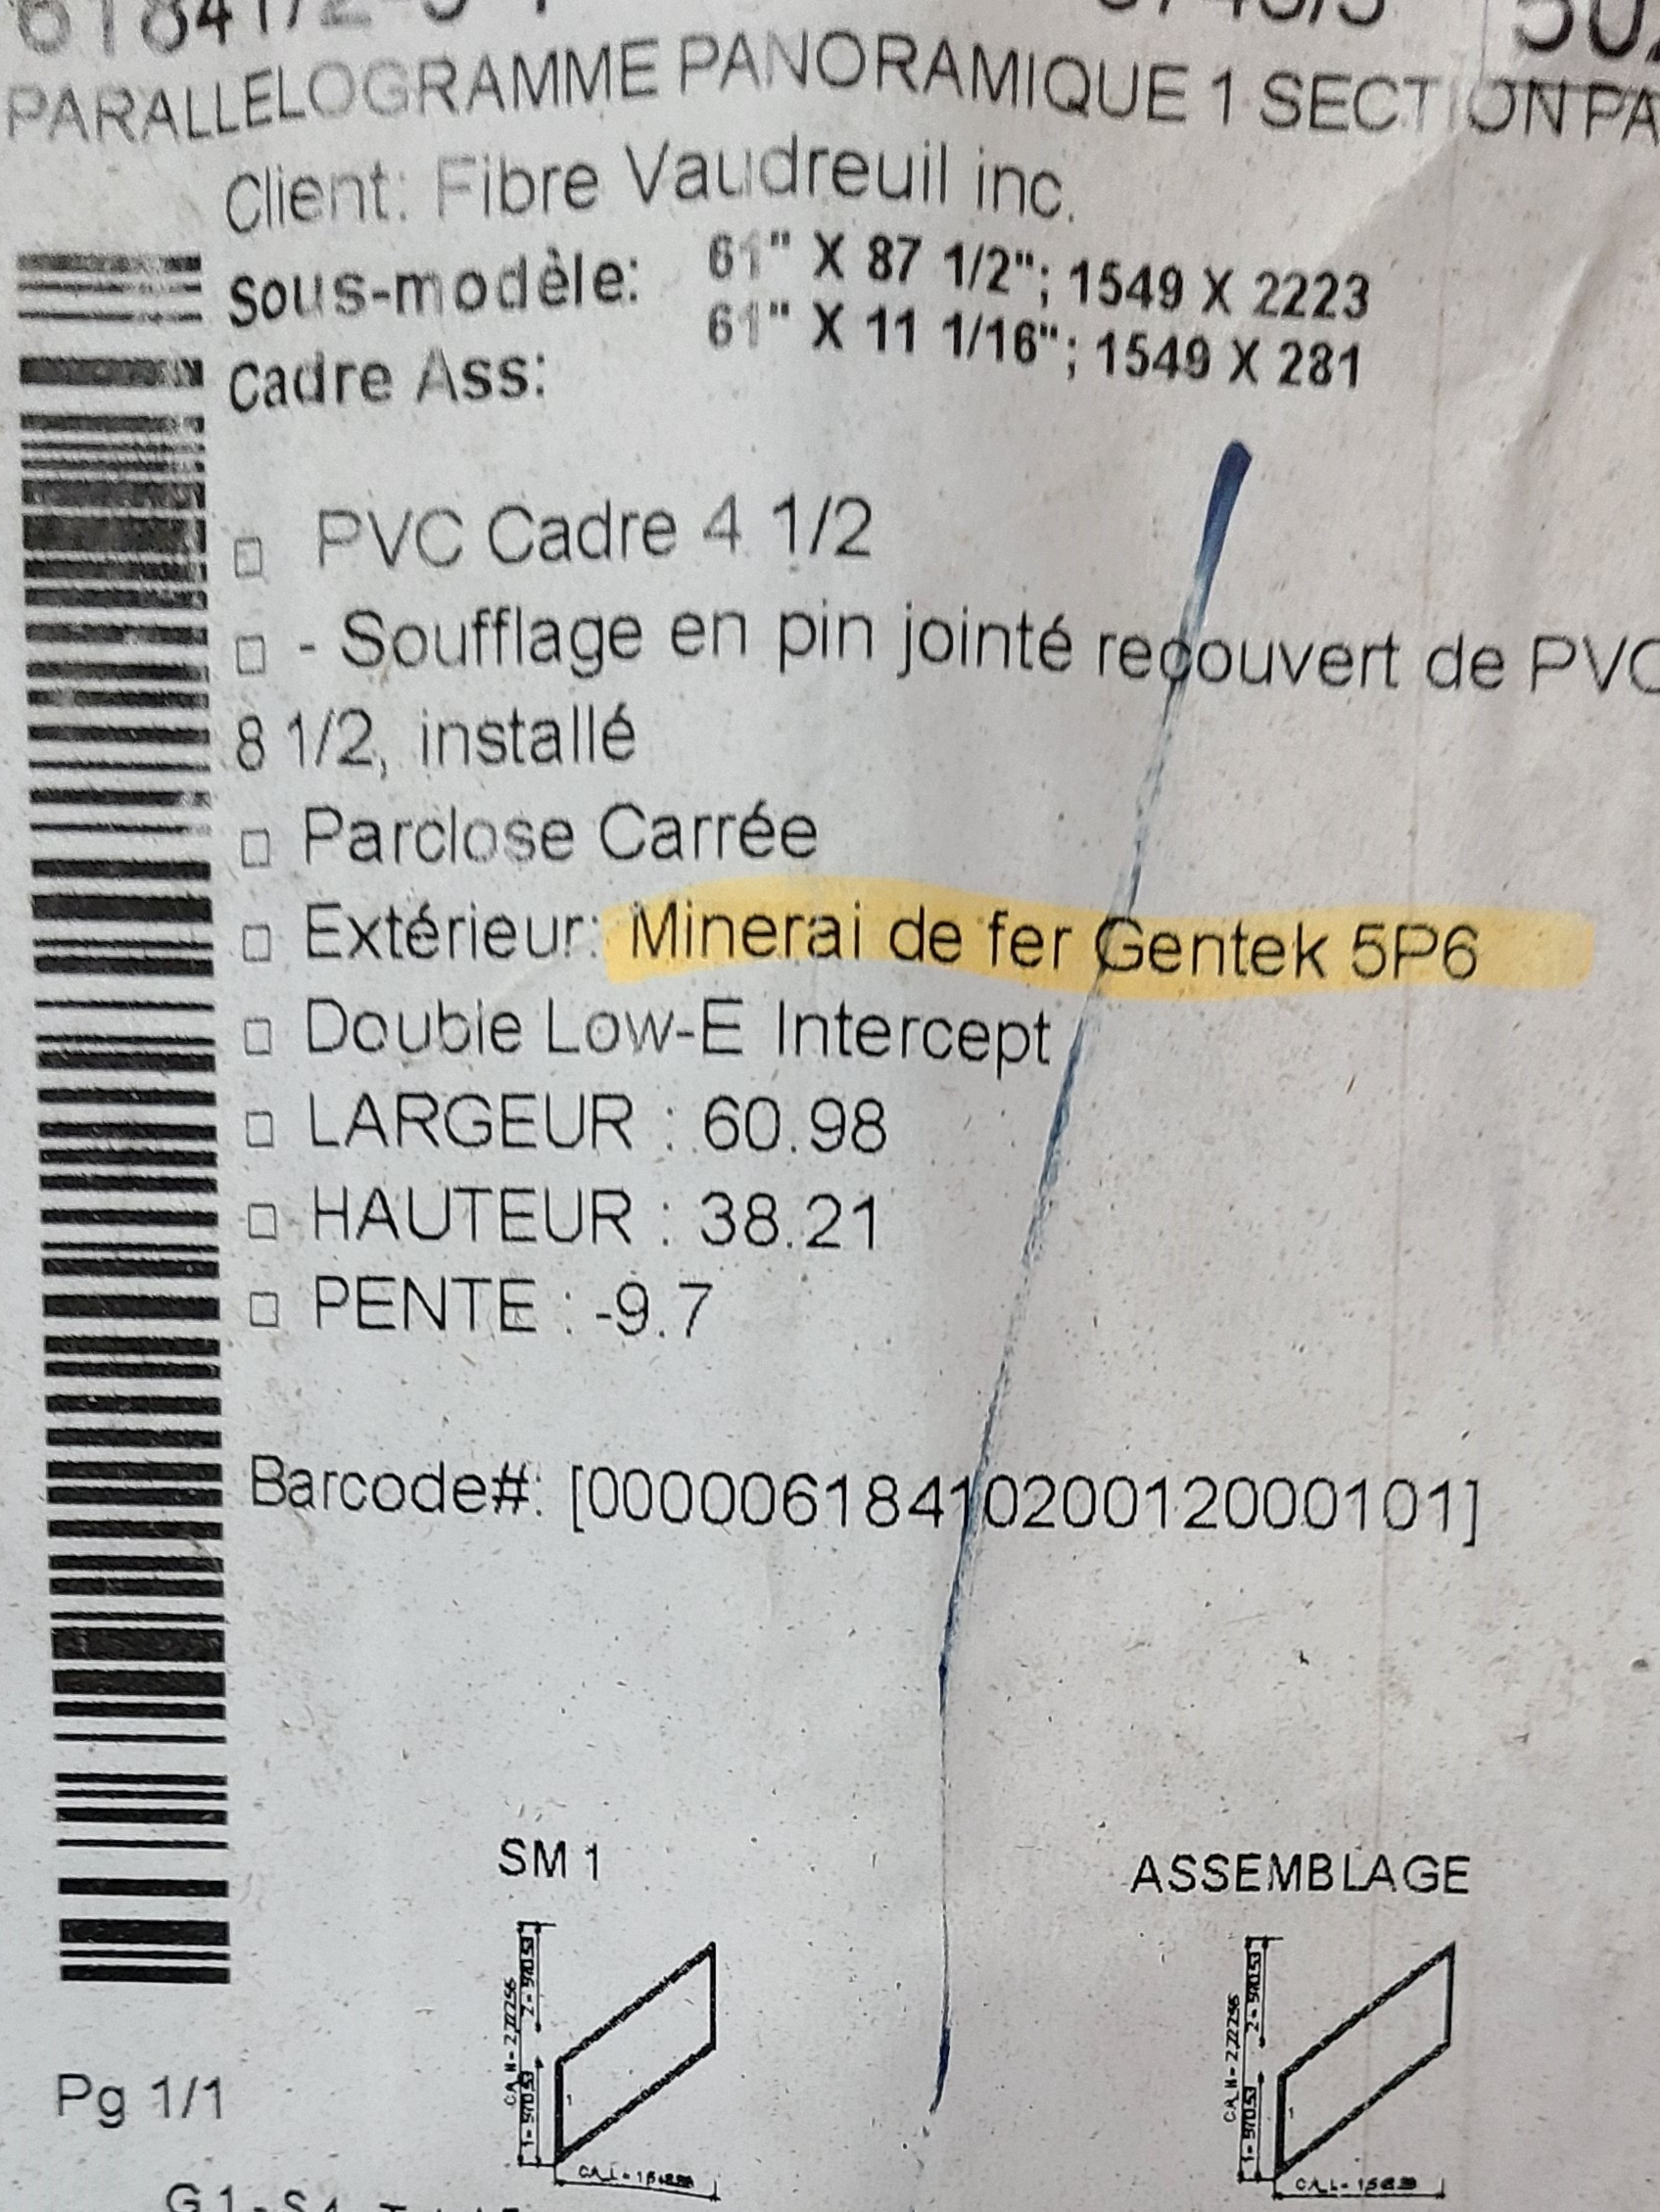 PARALLELOGRAMME PANORAMIQUE 1 SECTION PA
Client: Fibre Vaudreuil inc.
Sous-modèle: 61" X 87 1/2"; 1549 X 2223
Cadre Ass: 61" X 11 1/16"; 1549 X 281
PVC Cadre 4 1/2
- Soufflage en pin jointé recouvert de PVC
8 1/2, installé
Parclose Carrée
Extérieur: Minerai de fer Gentek 5P6
Double Low-E Intercept
LARGEUR : 60.98
HAUTEUR : 38.21
PENTE : -9.7
Barcode#: [0000061841020012000101]
SM 1 ASSEMBLAGE
Pg 1/1